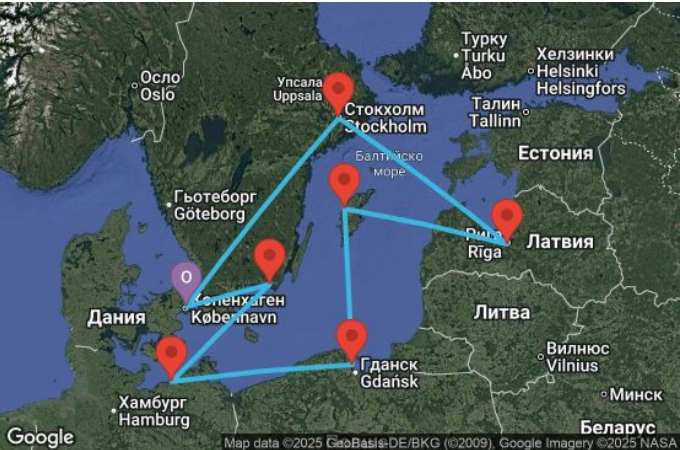 Турку
Turku
Åbo
Хелзинки
Helsinki
Helsingfors
Осло
Oslo
Упсала
Uppsala
Стокхолм
Stockholm
Талин
Tallinn
Балтийско
море
Естония
Гьотеборг
Göteborg
Рига
Rīga
Латвия
O
Копенхаген
København
Дания
Литва
Вилнюс
Vilnius
Гданск
Gdańsk
Хамбург
Hamburg
Минск
Беларус
Google
Map data ©2025 GeoBasis-DE/BKG (©2009), Google Imagery ©2025 NASA